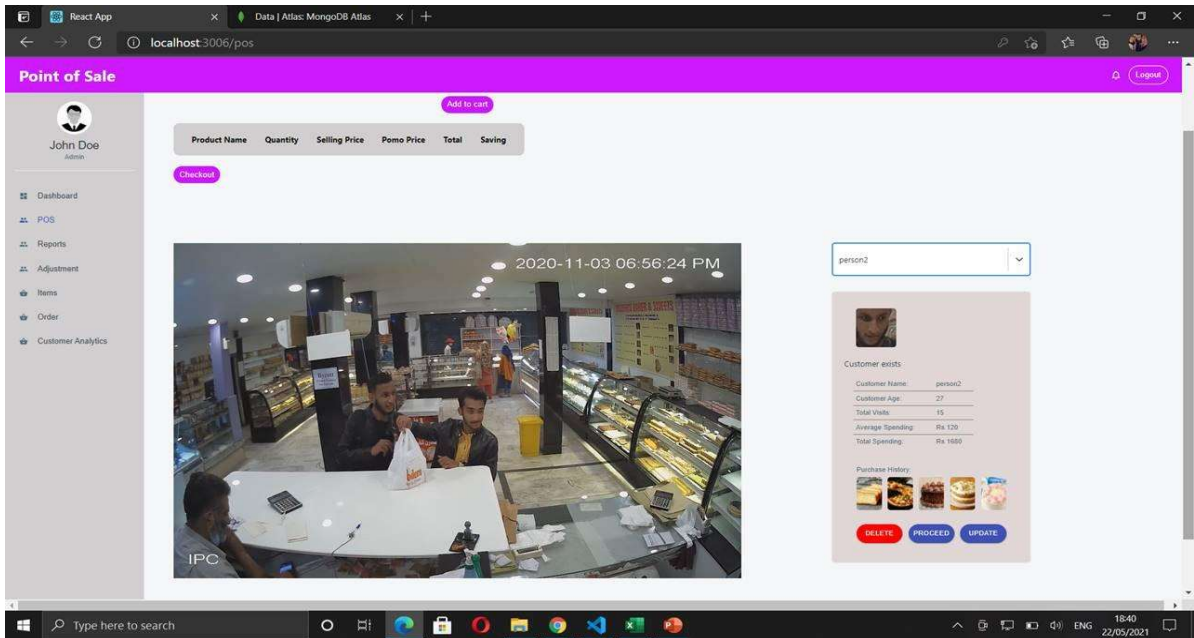 React App
Data | Atlas: MongoDB Atlas
localhost:3006/pos
Point of Sale
Logout
John Doe
Admin
Dashboard
POS
Reports
Adjustment
Items
Order
Customer Analytics
Add to cart
Product Name Quantity Selling Price Pomo Price Total Saving
Checkout
2020-11-03 06:56:24 PM
IPC
person2
Customer exists
Customer Name: person2
Customer Age: 27
Total Visits 15
Average Spending: Rs 120
Total Spending: Rs 1680
Purchase History:
DELETE PROCEED UPDATE
Type here to search
ENG
18:40
22/05/2021